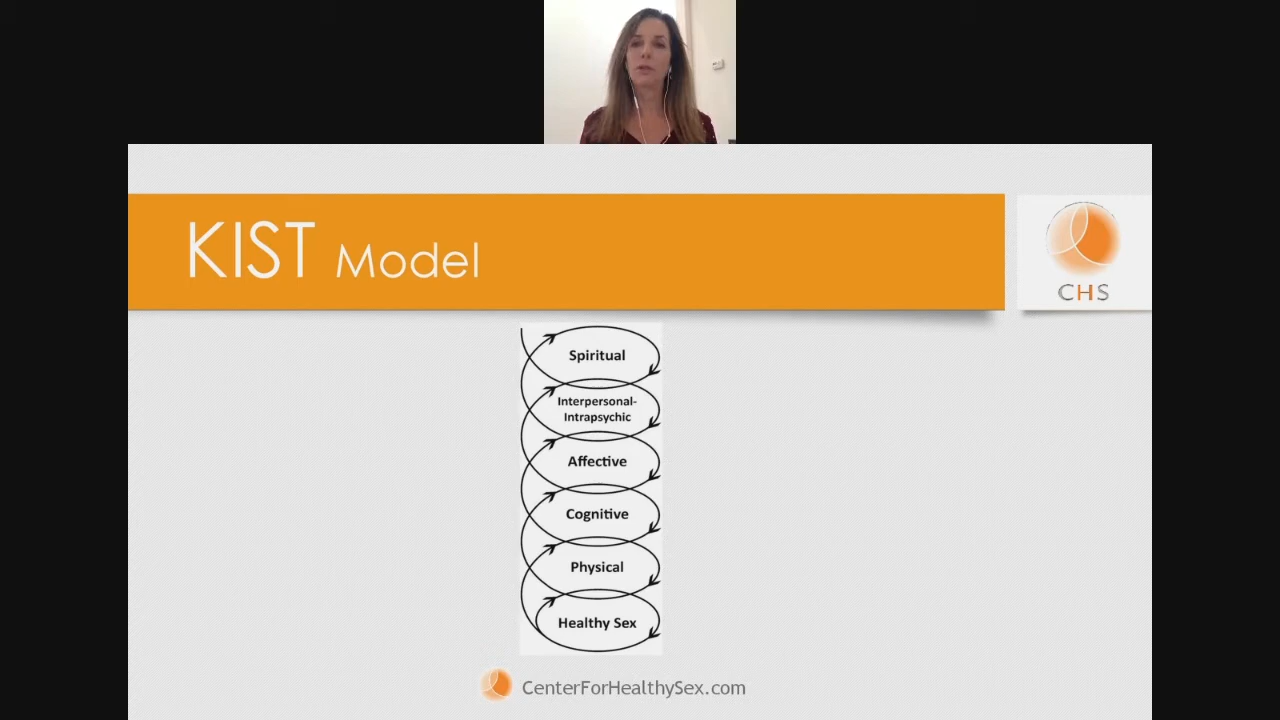 KIST Model
CHS
Spiritual
Interpersonal-
Intrapsychic
Affective
Cognitive
Physical
Healthy Sex
CenterForHealthySex.com